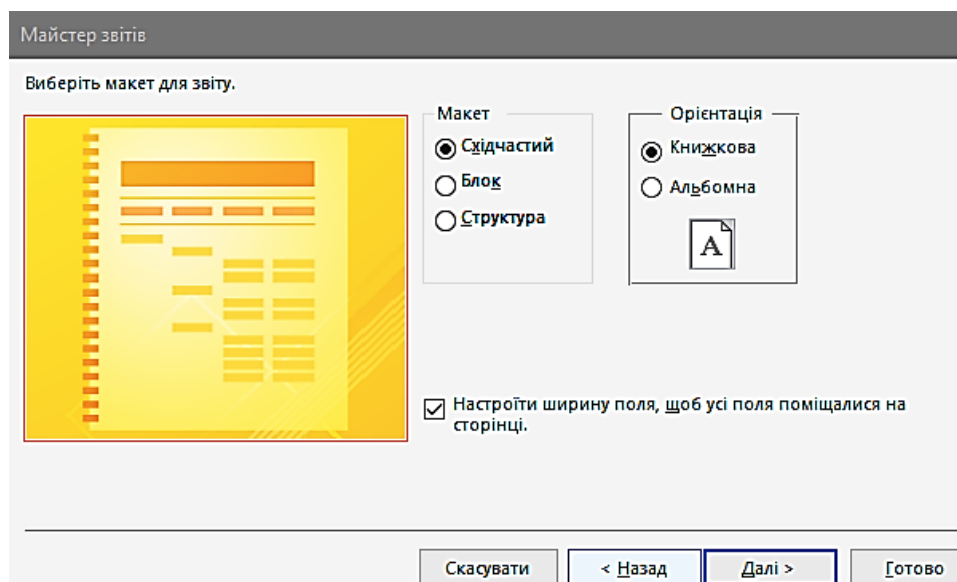 Майстер звітів
Виберіть макет для звіту.
Макет
Східчастий
Блок
Структура
Орієнтація
Книжкова
Альбомна
A
Настроїти ширину поля, щоб усі поля поміщалися на
сторінці.
Скасувати
< Назад
Далі >
Готово